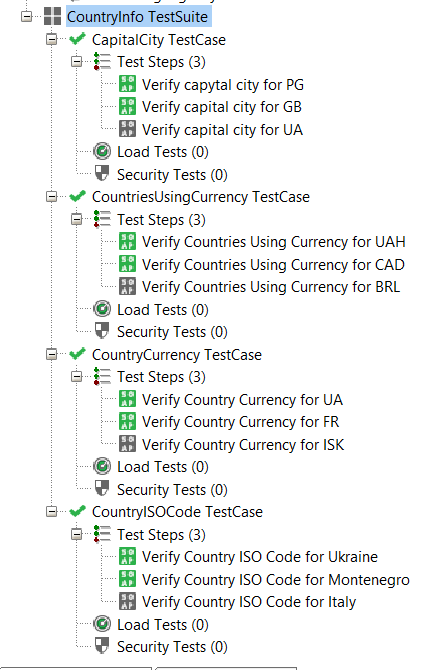 CountryInfo TestSuite
CapitalCity TestCase
Test Steps (3)
Verify capytal city for PG
Verify capital city for GB
Verify capital city for UA
Load Tests (0)
Security Tests (0)
CountriesUsingCurrency TestCase
Test Steps (3)
Verify Countries Using Currency for UAH
Verify Countries Using Currency for CAD
Verify Countries Using Currency for BRL
Load Tests (0)
Security Tests (0)
CountryCurrency TestCase
Test Steps (3)
Verify Country Currency for UA
Verify Country Currency for FR
Verify Country Currency for ISK
Load Tests (0)
Security Tests (0)
CountryISOCode TestCase
Test Steps (3)
Verify Country ISO Code for Ukraine
Verify Country ISO Code for Montenegro
Verify Country ISO Code for Italy
Load Tests (0)
Security Tests (0)